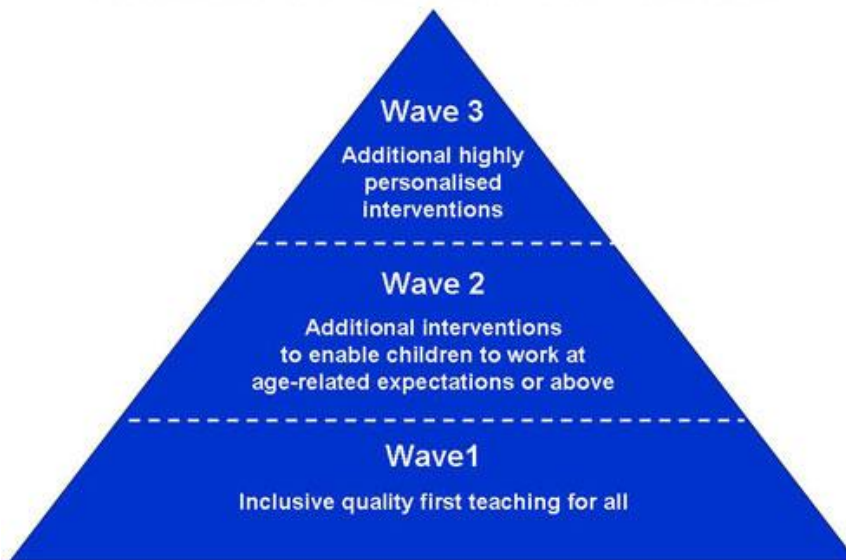 Wave 3
Additional highly
personalised
interventions
Wave 2
Additional interventions
to enable children to work at
age-related expectations or above
Wave1
Inclusive quality first teaching for all